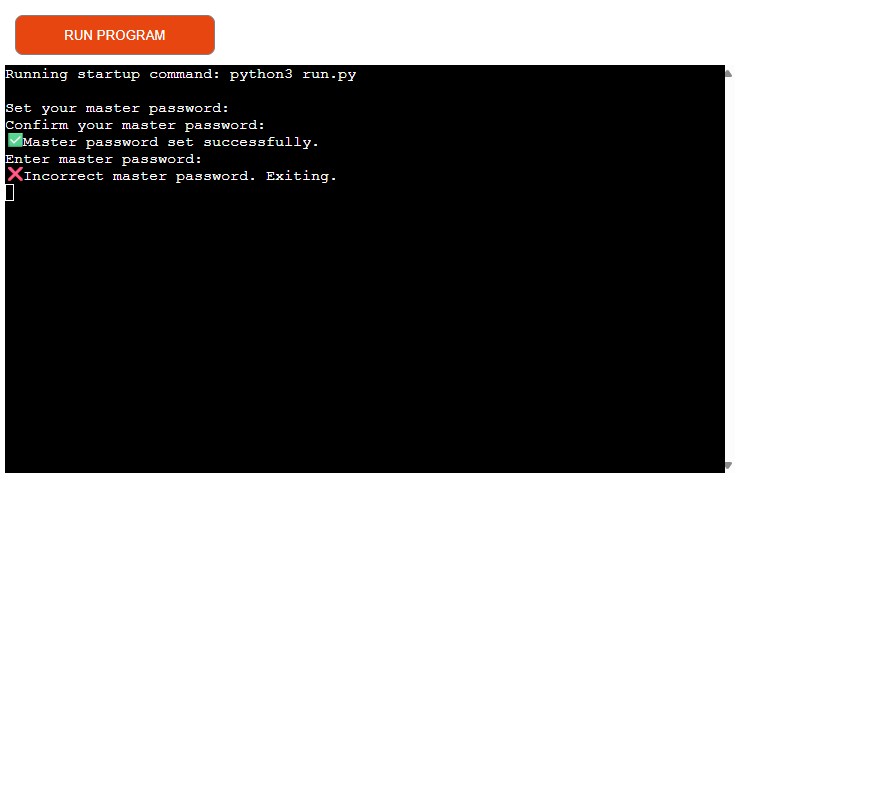 RUN PROGRAM
Running startup command: python3 run.py
Set your master password:
Confirm your master password:
✅Master password set successfully.
Enter master password:
❌Incorrect master password. Exiting.